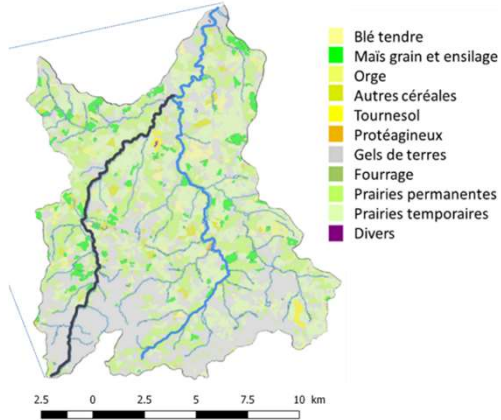 Blé tendre
Maïs grain et ensilage
Orge
Autres céréales
Tournesol
Protéagineux
Gels de terres
Fourrage
Prairies permanentes
Prairies temporaires
Divers
2.5 0 2.5 5 7.5 10 km